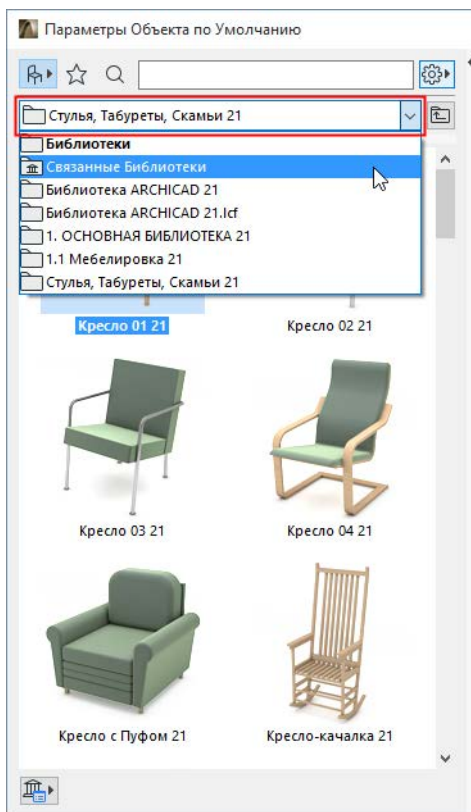 Параметры Объекта по Умолчанию
Стулья, Табуреты, Скамьи 21
Библиотеки
Связанные Библиотеки
Библиотека ARCHICAD 21
Библиотека ARCHICAD 21.lcf
1. ОСНОВНАЯ БИБЛИОТЕКА 21
1.1 Мебелировка 21
Стулья, Табуреты, Скамьи 21
Кресло 01 21
Кресло 02 21
Кресло 03 21
Кресло 04 21
Кресло с Пуфом 21
Кресло-качалка 21